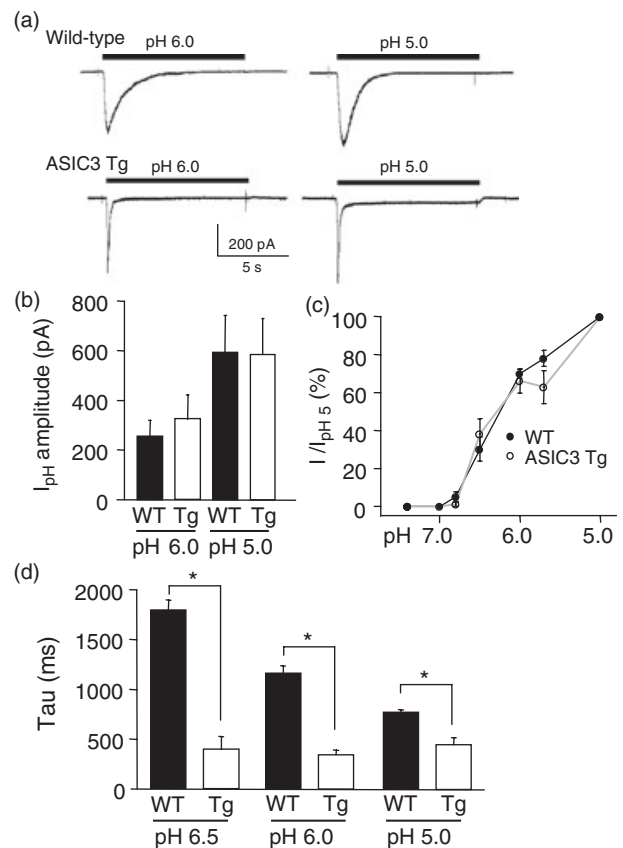 (a)
Wild-type
pH 6.0
pH 5.0
ASIC3 Tg
pH 6.0
pH 5.0
200 pA
5 s
(b)
I_pH amplitude (pA)
800
600
400
200
0
WT Tg WT Tg
pH 6.0 pH 5.0
(c)
I /I_pH 5 (%)
100
80
60
40
20
0
WT
ASIC3 Tg
pH 7.0 6.0 5.0
(d)
Tau (ms)
2000
1500
1000
500
0
* * *
WT Tg WT Tg WT Tg
pH 6.5 pH 6.0 pH 5.0